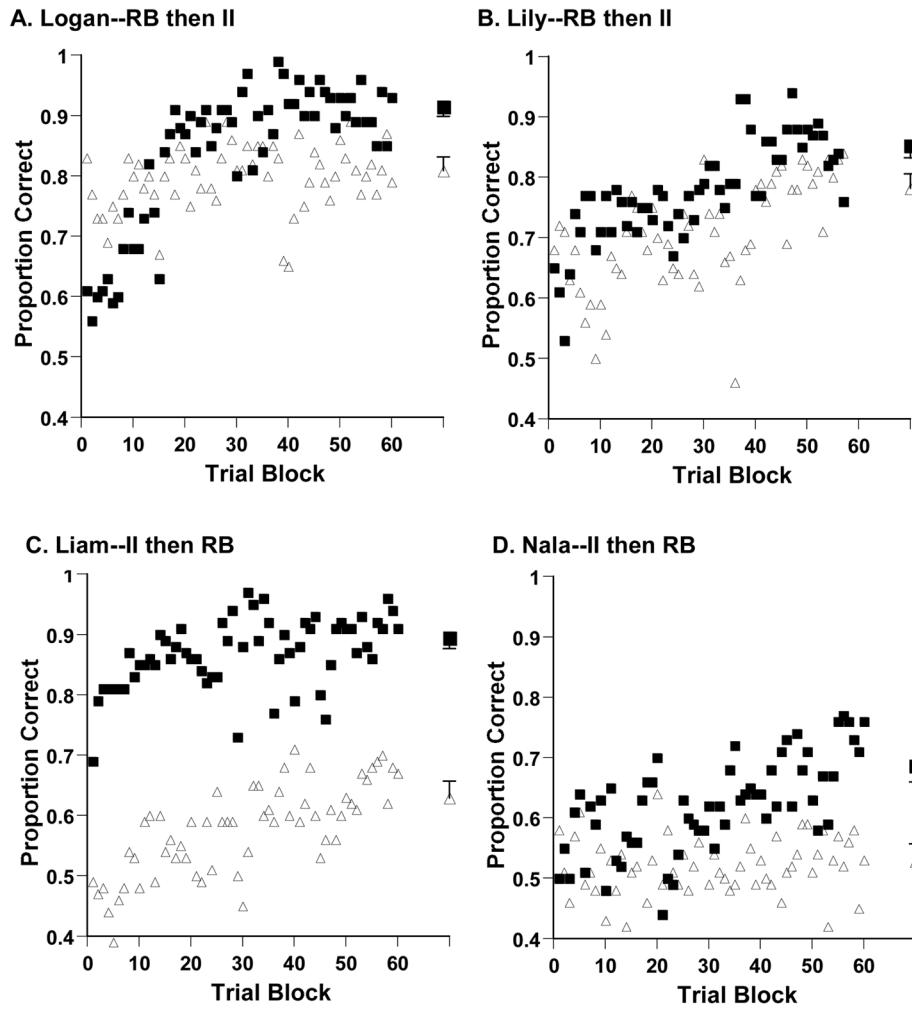 A. Logan--RB then II
Proportion Correct
1
0.9
0.8
0.7
0.6
0.5
0.4
0 10 20 30 40 50 60
Trial Block
B. Lily--RB then II
Proportion Correct
1
0.9
0.8
0.7
0.6
0.5
0.4
0 10 20 30 40 50 60
Trial Block
C. Liam--II then RB
Proportion Correct
1
0.9
0.8
0.7
0.6
0.5
0.4
0 10 20 30 40 50 60
Trial Block
D. Nala--II then RB
Proportion Correct
1
0.9
0.8
0.7
0.6
0.5
0.4
0 10 20 30 40 50 60
Trial Block